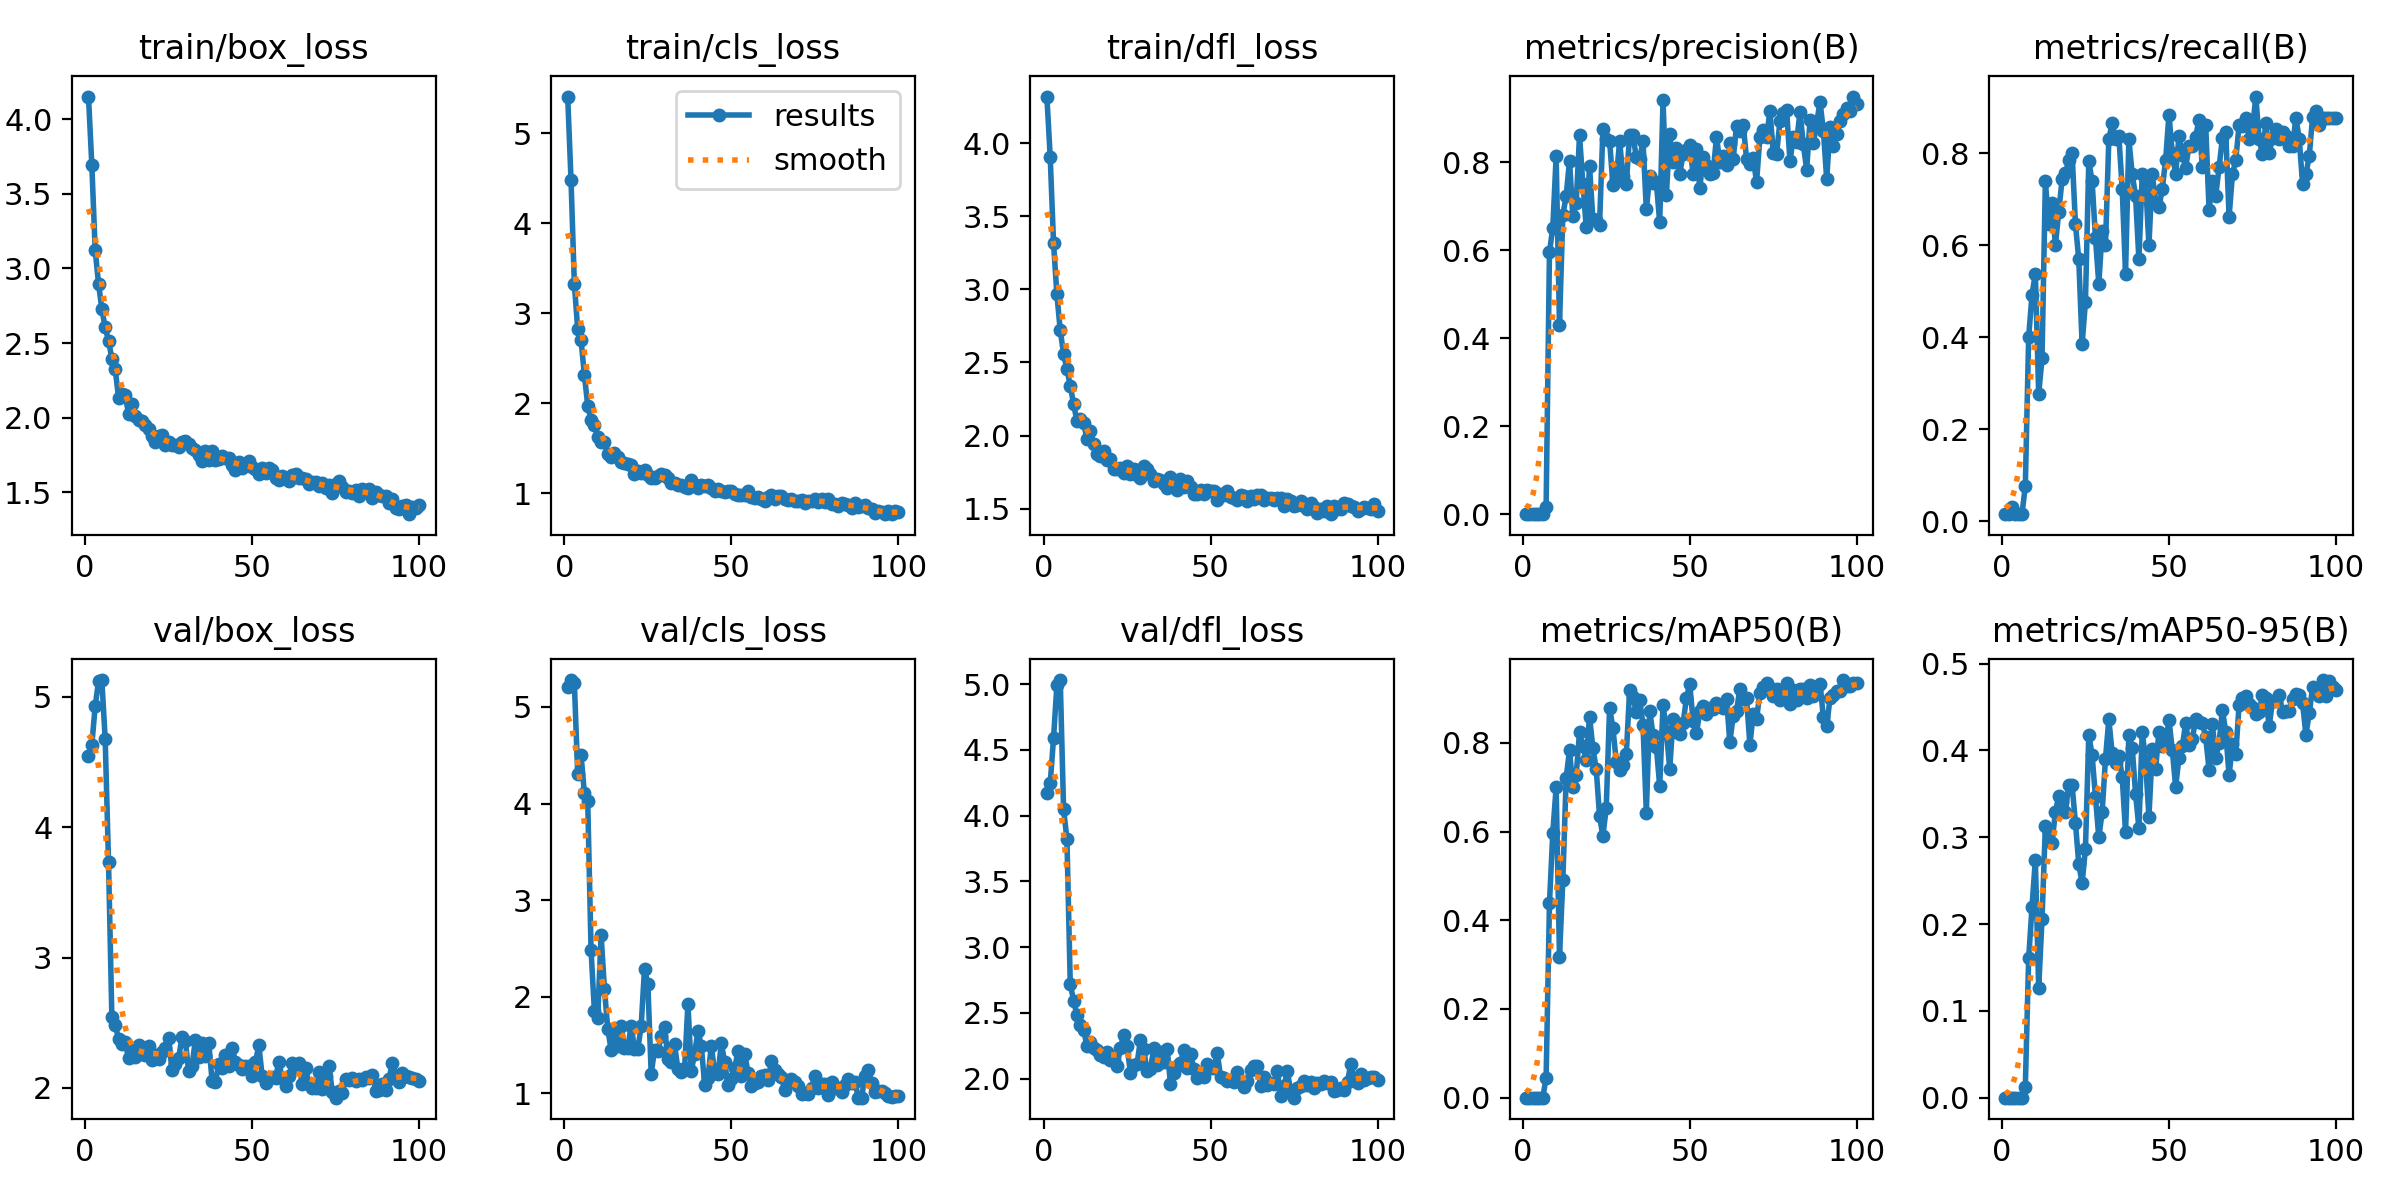 train/box_loss
4.0
3.5
3.0
2.5
2.0
1.5
0 50 100
train/cls_loss
results
smooth
5
4
3
2
1
0 50 100
train/dfl_loss
4.0
3.5
3.0
2.5
2.0
1.5
0 50 100
metrics/precision(B)
0.8
0.6
0.4
0.2
0.0
0 50 100
metrics/recall(B)
0.8
0.6
0.4
0.2
0.0
0 50 100
val/box_loss
5
4
3
2
0 50 100
val/cls_loss
5
4
3
2
1
0 50 100
val/dfl_loss
5.0
4.5
4.0
3.5
3.0
2.5
2.0
0 50 100
metrics/mAP50(B)
0.8
0.6
0.4
0.2
0.0
0 50 100
metrics/mAP50-95(B)
0.5
0.4
0.3
0.2
0.1
0.0
0 50 100